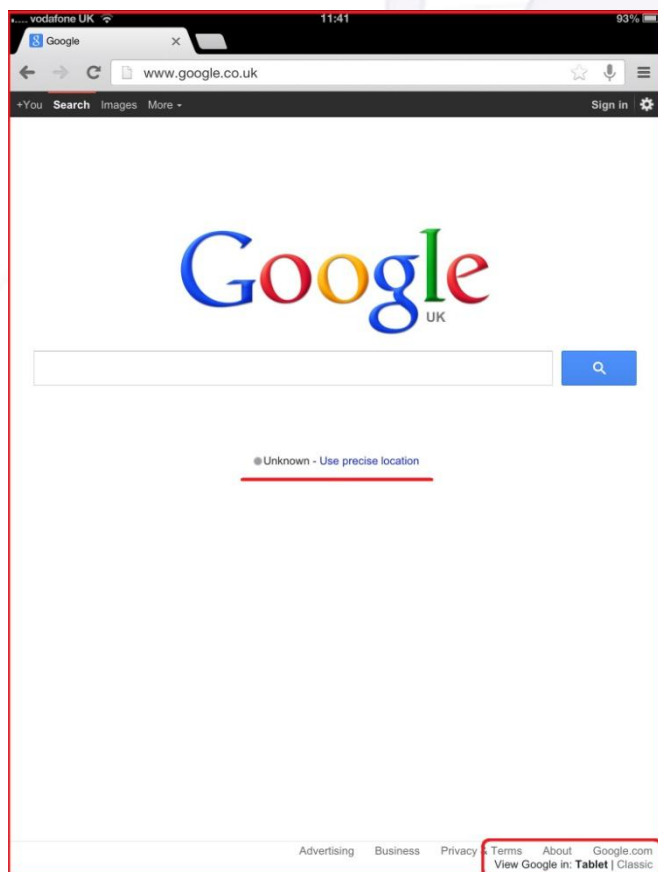 ..... vodafone UK 11:41 93%
8 Google ×
www.google.co.uk
+You Search Images More Sign in
Google
UK
Unknown - Use precise location
Advertising Business Privacy & Terms About Google.com
View Google in: Tablet | Classic